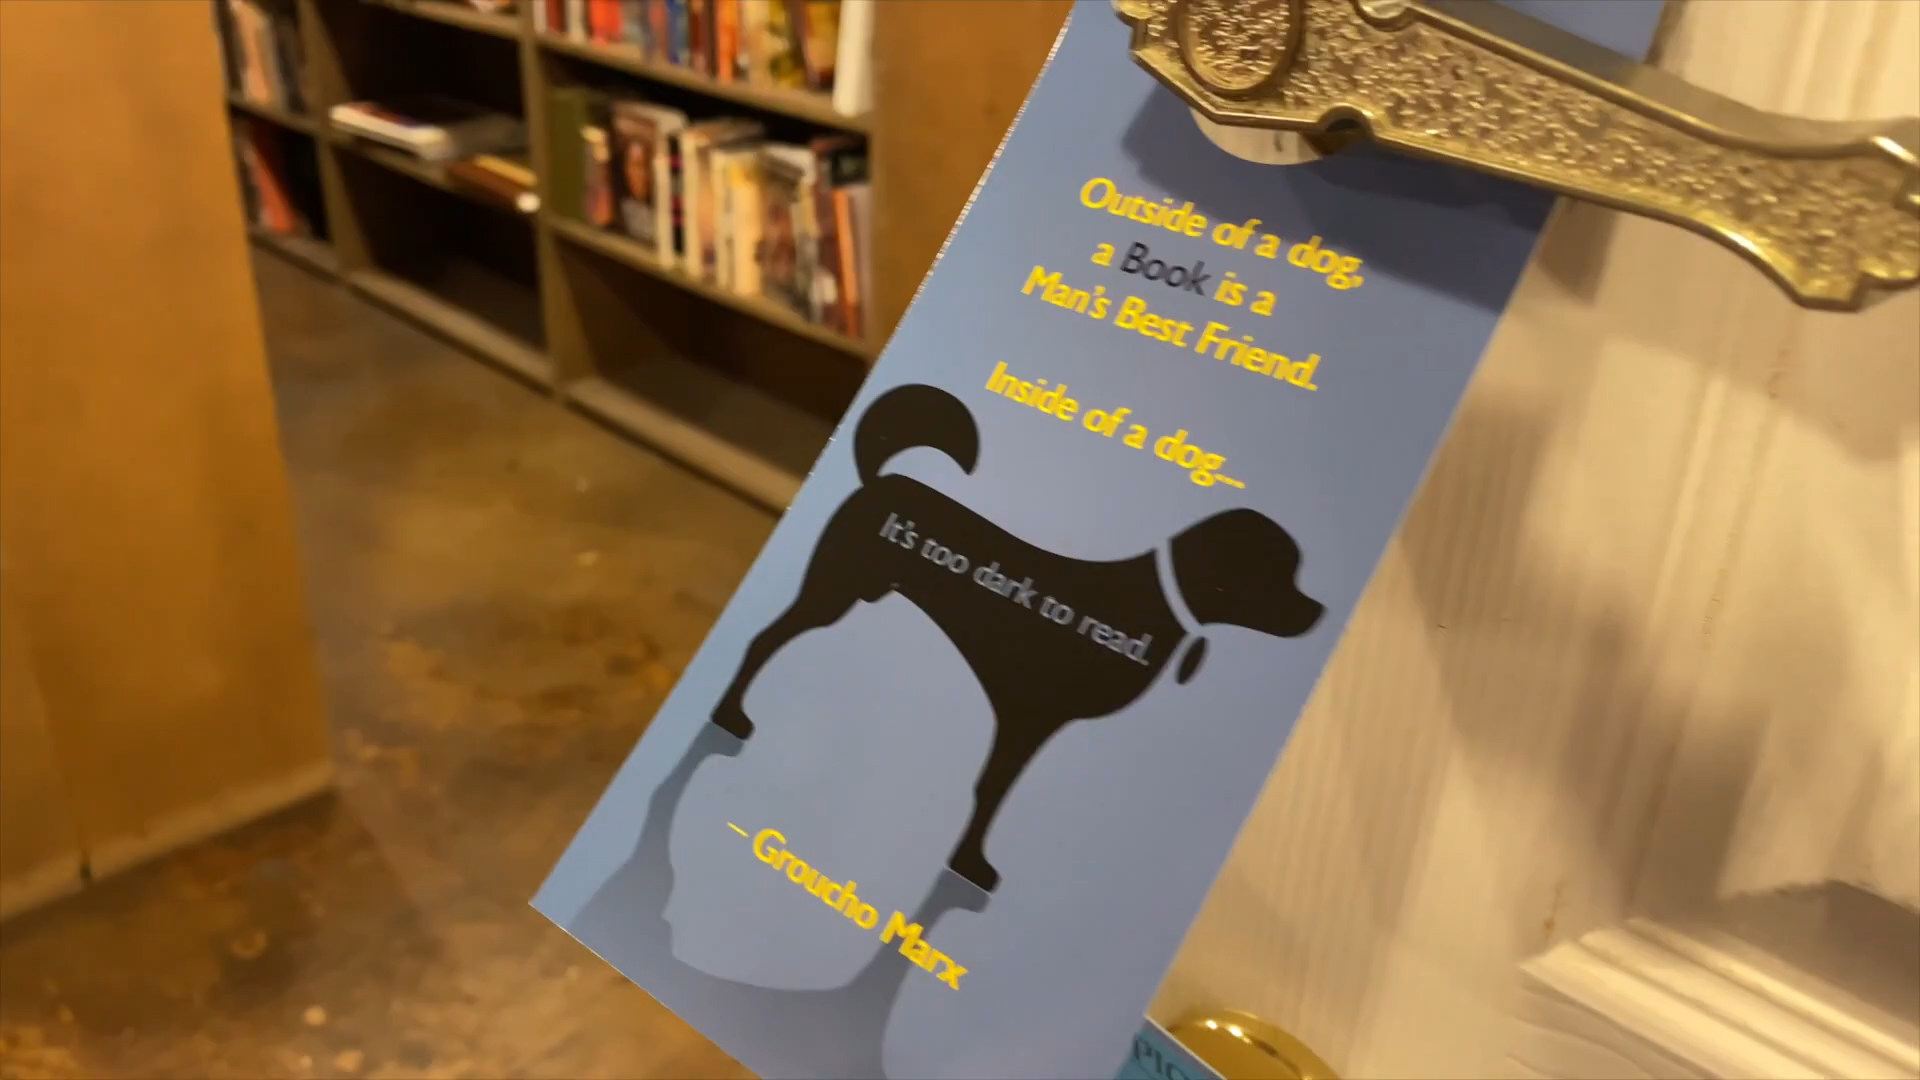 Outside of a dog,
a Book is a
Man's Best Friend.
Inside of a dog...
It's too dark to read.
– Groucho Marx